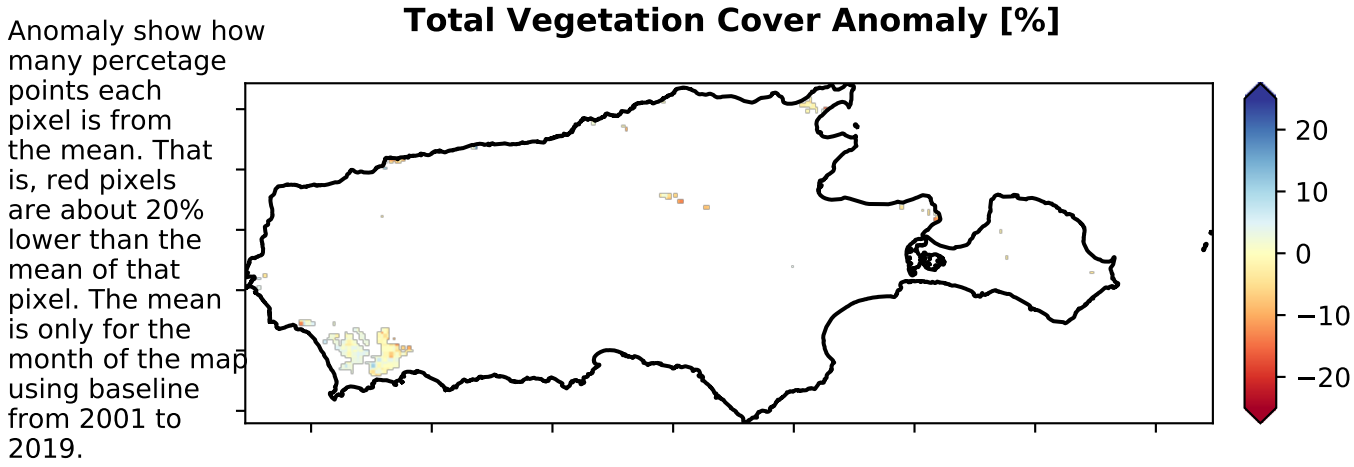 Total Vegetation Cover Anomaly [%]
Anomaly show how
many percetage
points each
pixel is from
the mean. That
is, red pixels
are about 20%
lower than the
mean of that
pixel. The mean
is only for the
month of the map
using baseline
from 2001 to
2019.
20
10
0
−10
−20